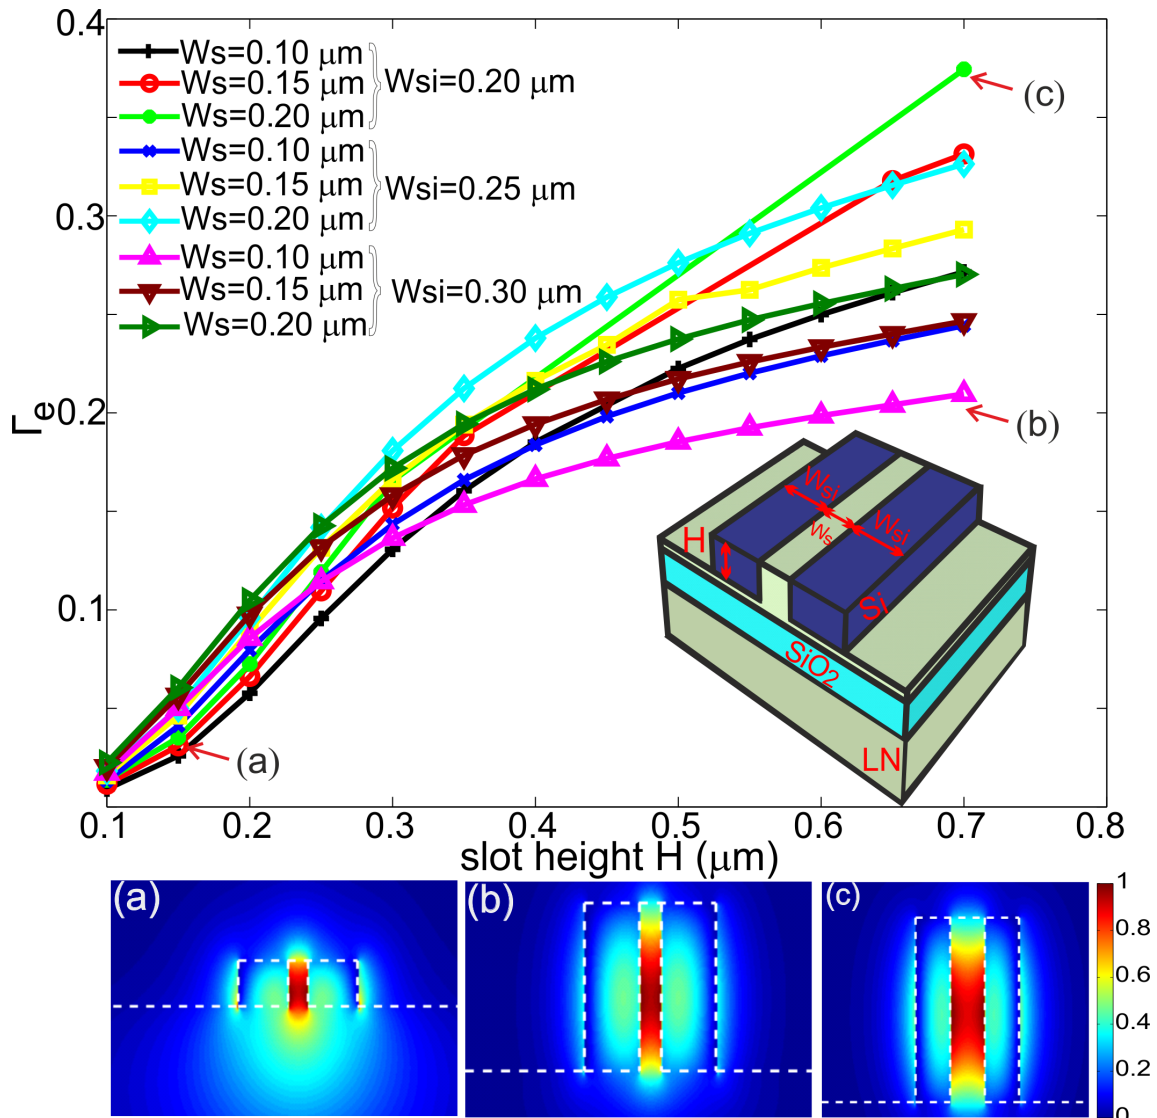 0.4
0.3
0.2
0.1
Γe
Ws=0.10 μm
Ws=0.15 μm
Ws=0.20 μm
Wsi=0.20 μm
Ws=0.10 μm
Ws=0.15 μm
Ws=0.20 μm
Wsi=0.25 μm
Ws=0.10 μm
Ws=0.15 μm
Ws=0.20 μm
Wsi=0.30 μm
(c)
(b)
(a)
H
Wsi
Ws
Wsi
Si
SiO2
LN
0.1 0.2 0.3 0.4 0.5 0.6 0.7 0.8
slot height H (μm)
(a)
(b)
(c)
1
0.8
0.6
0.4
0.2
0